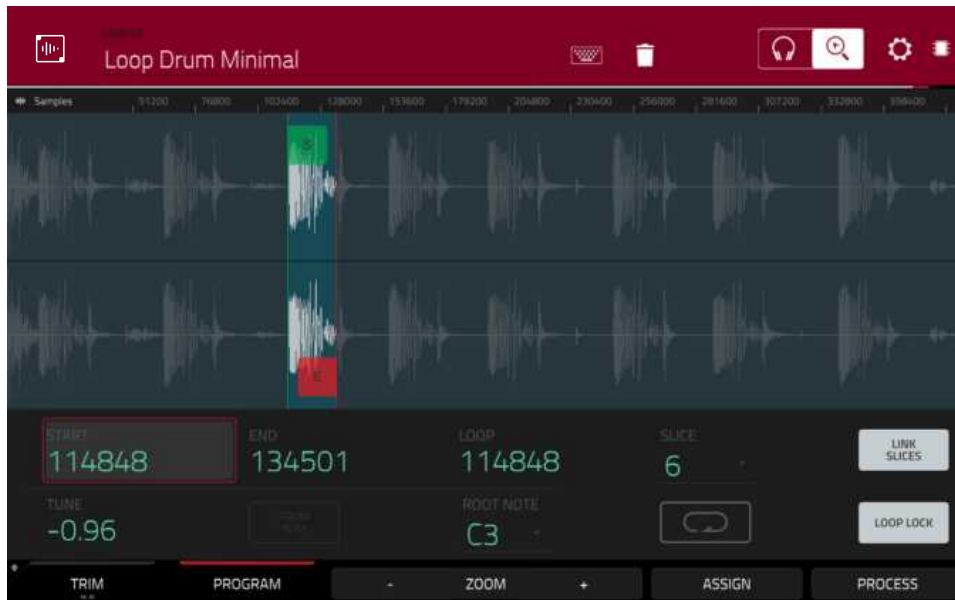 SAMPLE
Loop Drum Minimal
Samples 51200 76800 102400 128000 153600 179200 204800 230400 256000 281600 307200 332800 358400
S
E
START END LOOP SLICE
114848 134501 114848 6
LINK
SLICES
TUNE FROM ROOT NOTE
-0.96 C3
LOOP LOCK
TRIM PROGRAM - ZOOM + ASSIGN PROCESS